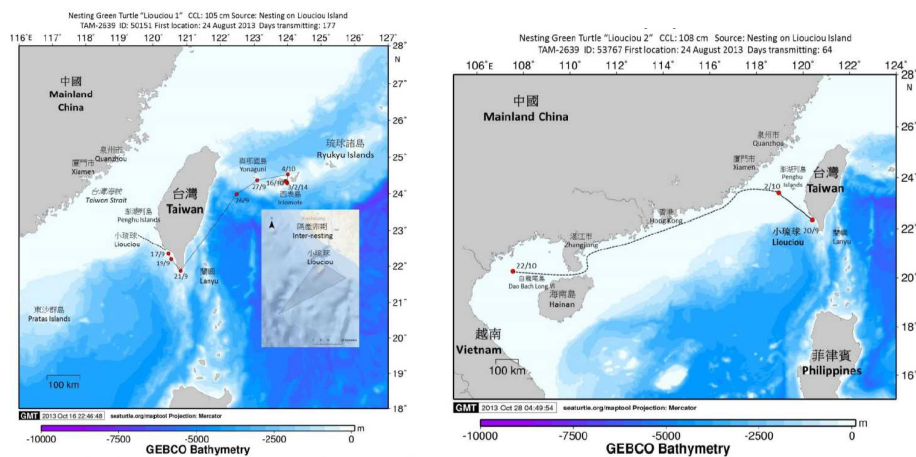 Nesting Green Turtle "Liouciou 1" CCL: 105 cm Source: Nesting on Liouciou Island
TAM-2639 ID: 50151 First location: 24 August 2013 Days transmitting: 177
116°E 117° 118° 119° 120° 121° 122° 123° 124° 125° 126° 127°
28°
N
27°
26°
25°
24°
23°
22°
21°
20°
19°
18°
中國
Mainland
China
泉州市
Quanzhou
廈門市
Xiamen
台灣海峽
Taiwan Strait
澎湖列島
Penghu Islands
台灣
Taiwan
小琉球
Liouciou
17/9
19/9
21/9
蘭嶼
Lanyu
東沙群島
Pratas Islands
與那國島
Yonaguni
琉球諸島
Ryukyu Islands
4/10
27/9
3/2/14
西表島
Iriomote
Inter-nesting
小琉球
Liouciou
100 km
GMT 2013 Oct 16 22:46:48 seaturtle.org/maptool Projection: Mercator
m
-10000 -7500 -5000 -2500 0
GEBCO Bathymetry
Nesting Green Turtle "Liouciou 2" CCL: 108 cm Source: Nesting on Liouciou Island
TAM-2639 ID: 53767 First location: 24 August 2013 Days transmitting: 64
106°E 108° 110° 112° 114° 116° 118° 120° 122° 124°
28°
N
26°
24°
22°
20°
18°
16°
中國
Mainland China
泉州市
Quanzhou
廈門市
Xiamen
澎湖列島
Penghu
Islands
2/10
台灣
Taiwan
小琉球
Liouciou
20/9
蘭嶼
Lanyu
香港
Hong Kong
湛江市
Zhangjiang
22/10
Dao Bach Long Vi
海南島
Hainan
越南
Vietnam
菲律賓
Philippines
100 km
GMT 2013 Oct 28 04:49:54 seaturtle.org/maptool Projection: Mercator
m
-10000 -7500 -5000 -2500 0
GEBCO Bathymetry